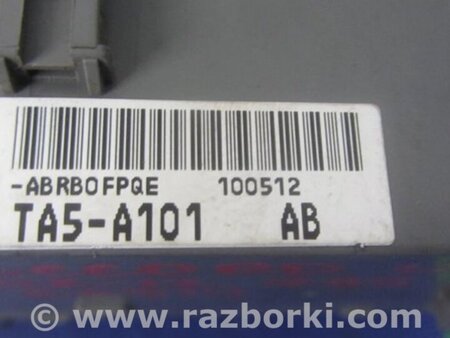 -ABRBOFPQE 100512
TA5-A101 AB
© www.razborki.com